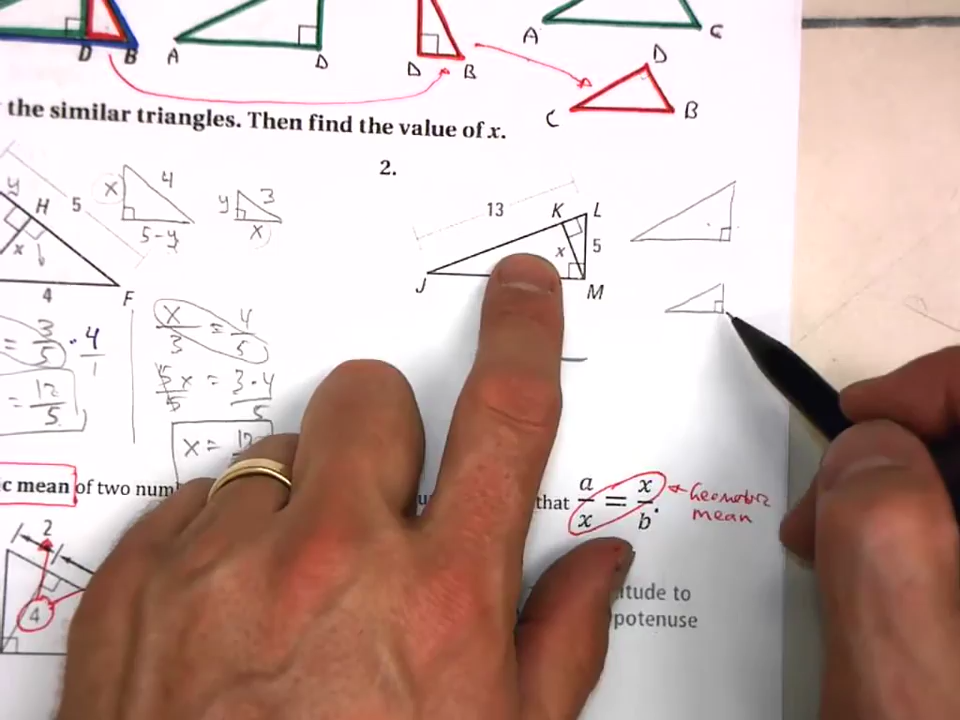 D B A D D B A C
C D B
the similar triangles. Then find the value of x.
2.
y H 5 x 4 5-y y 3 x
x 4 F
13 K L x 5 J M
= 3/5 · 4/1
= 12/5
x/3 = 4/5
5x/5 = 3·4/5
x = 12
c mean of two num
that a/x = x/b. Geometric
mean
2
4
itude to
potenuse